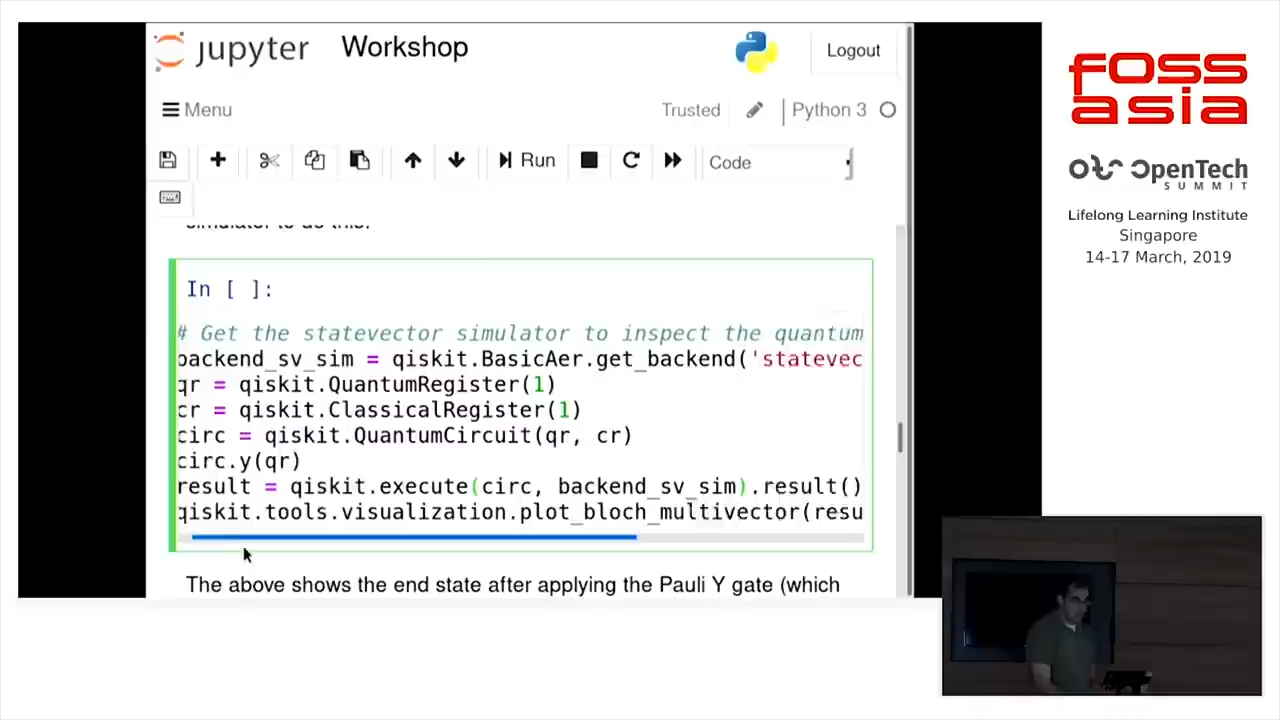 jupyter Workshop Logout
Menu Trusted Python 3
Run Code
In [ ]:
# Get the statevector simulator to inspect the quantum
backend_sv_sim = qiskit.BasicAer.get_backend('statevec
qr = qiskit.QuantumRegister(1)
cr = qiskit.ClassicalRegister(1)
circ = qiskit.QuantumCircuit(qr, cr)
circ.y(qr)
result = qiskit.execute(circ, backend_sv_sim).result()
qiskit.tools.visualization.plot_bloch_multivector(resu
The above shows the end state after applying the Pauli Y gate (which
FOSS
asia
OpenTech
SUMMIT
Lifelong Learning Institute
Singapore
14-17 March, 2019